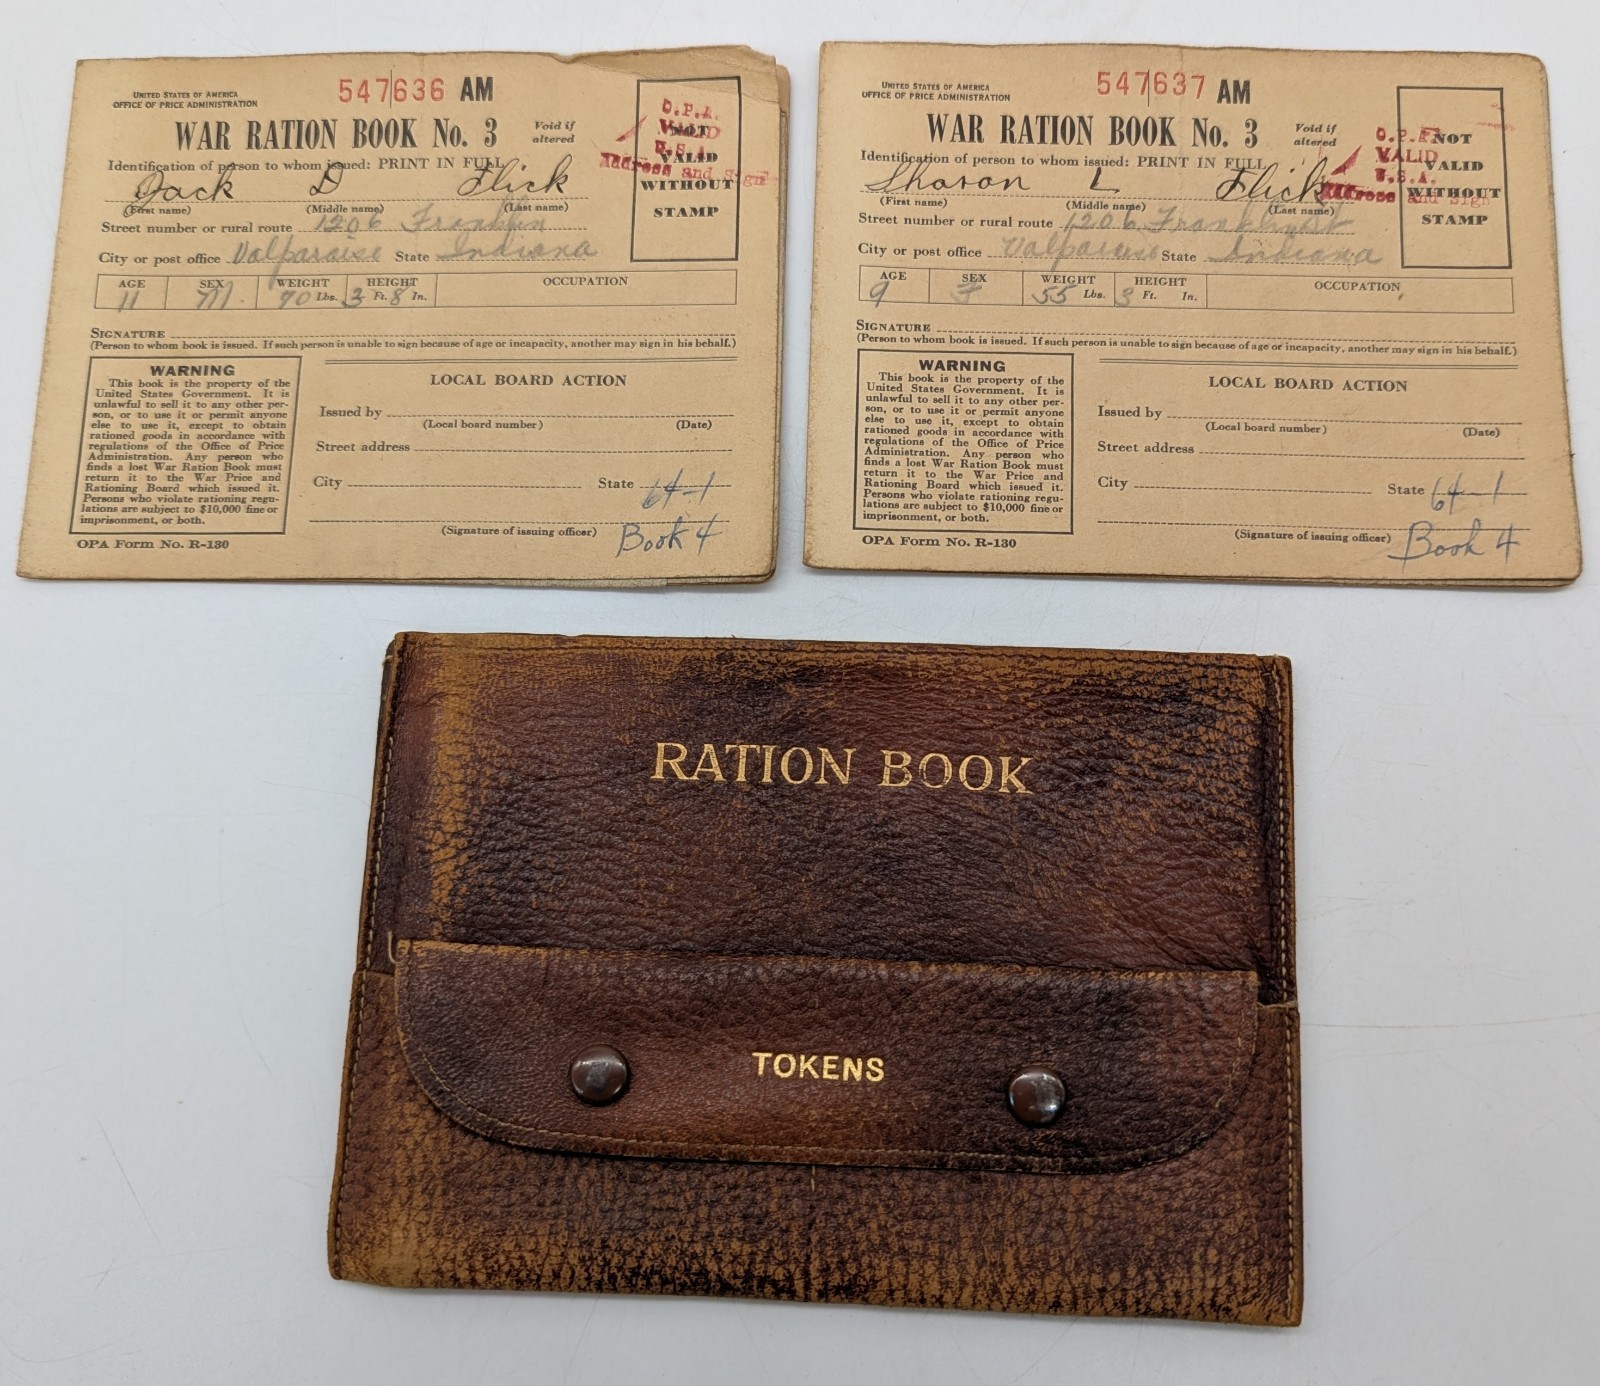 UNITED STATES OF AMERICA
OFFICE OF PRICE ADMINISTRATION
547636 AM
WAR RATION BOOK No. 3
Void if
altered
Identification of person to whom issued: PRINT IN FULL
Jack D Flick
(First name) (Middle name) (Last name)
Street number or rural route 1206 Franklin
City or post office Valparaiso State Indiana
AGE SEX WEIGHT HEIGHT OCCUPATION
11 M. 70 Lbs. 3 Ft. 8 In.
SIGNATURE
(Person to whom book is issued. If such person is unable to sign because of age or incapacity, another may sign in his behalf.)
NOT
VALID
WITHOUT
STAMP
O.P.A.
VALID
U.S.A.
Address and Sign
WARNING
This book is the property of the
United States Government. It is
unlawful to sell it to any other per-
son, or to use it or permit anyone
else to use it, except to obtain
rationed goods in accordance with
regulations of the Office of Price
Administration. Any person who
finds a lost War Ration Book must
return it to the War Price and
Rationing Board which issued it.
Persons who violate rationing regu-
lations are subject to $10,000 fine or
imprisonment, or both.
OPA Form No. R-130
LOCAL BOARD ACTION
Issued by
(Local board number) (Date)
Street address
City State 64-1
(Signature of issuing officer) Book 4
UNITED STATES OF AMERICA
OFFICE OF PRICE ADMINISTRATION
547637 AM
WAR RATION BOOK No. 3
Void if
altered
Identification of person to whom issued: PRINT IN FULL
Sharon L Flick
(First name) (Middle name) (Last name)
Street number or rural route 1206 Franklin st
City or post office Valparaiso State Indiana
AGE SEX WEIGHT HEIGHT OCCUPATION
9 F 55 Lbs. 3 Ft. In.
SIGNATURE
(Person to whom book is issued. If such person is unable to sign because of age or incapacity, another may sign in his behalf.)
NOT
VALID
WITHOUT
STAMP
O.P.A.
VALID
U.S.A.
Address and Sign
WARNING
This book is the property of the
United States Government. It is
unlawful to sell it to any other per-
son, or to use it or permit anyone
else to use it, except to obtain
rationed goods in accordance with
regulations of the Office of Price
Administration. Any person who
finds a lost War Ration Book must
return it to the War Price and
Rationing Board which issued it.
Persons who violate rationing regu-
lations are subject to $10,000 fine or
imprisonment, or both.
OPA Form No. R-130
LOCAL BOARD ACTION
Issued by
(Local board number) (Date)
Street address
City State 64-1
(Signature of issuing officer) Book 4
RATION BOOK
TOKENS